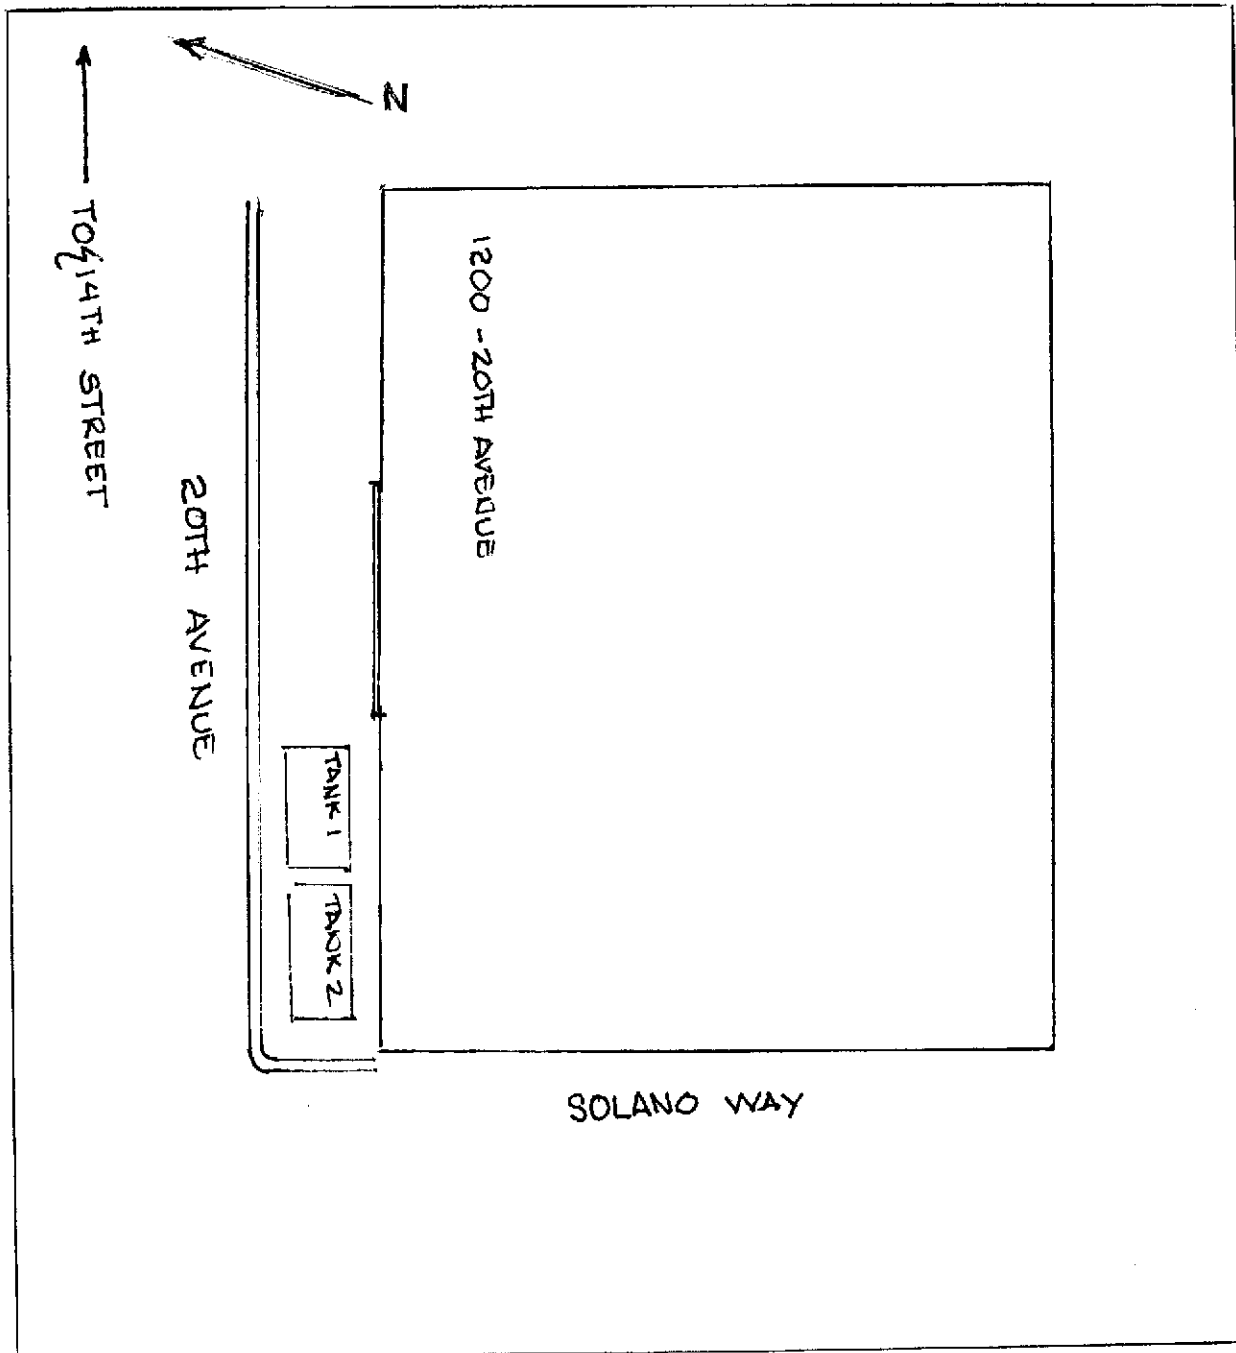 N
TO 14TH STREET
1200 - 20TH AVENUE
20TH AVENUE
TANK 1
TANK 2
SOLANO WAY